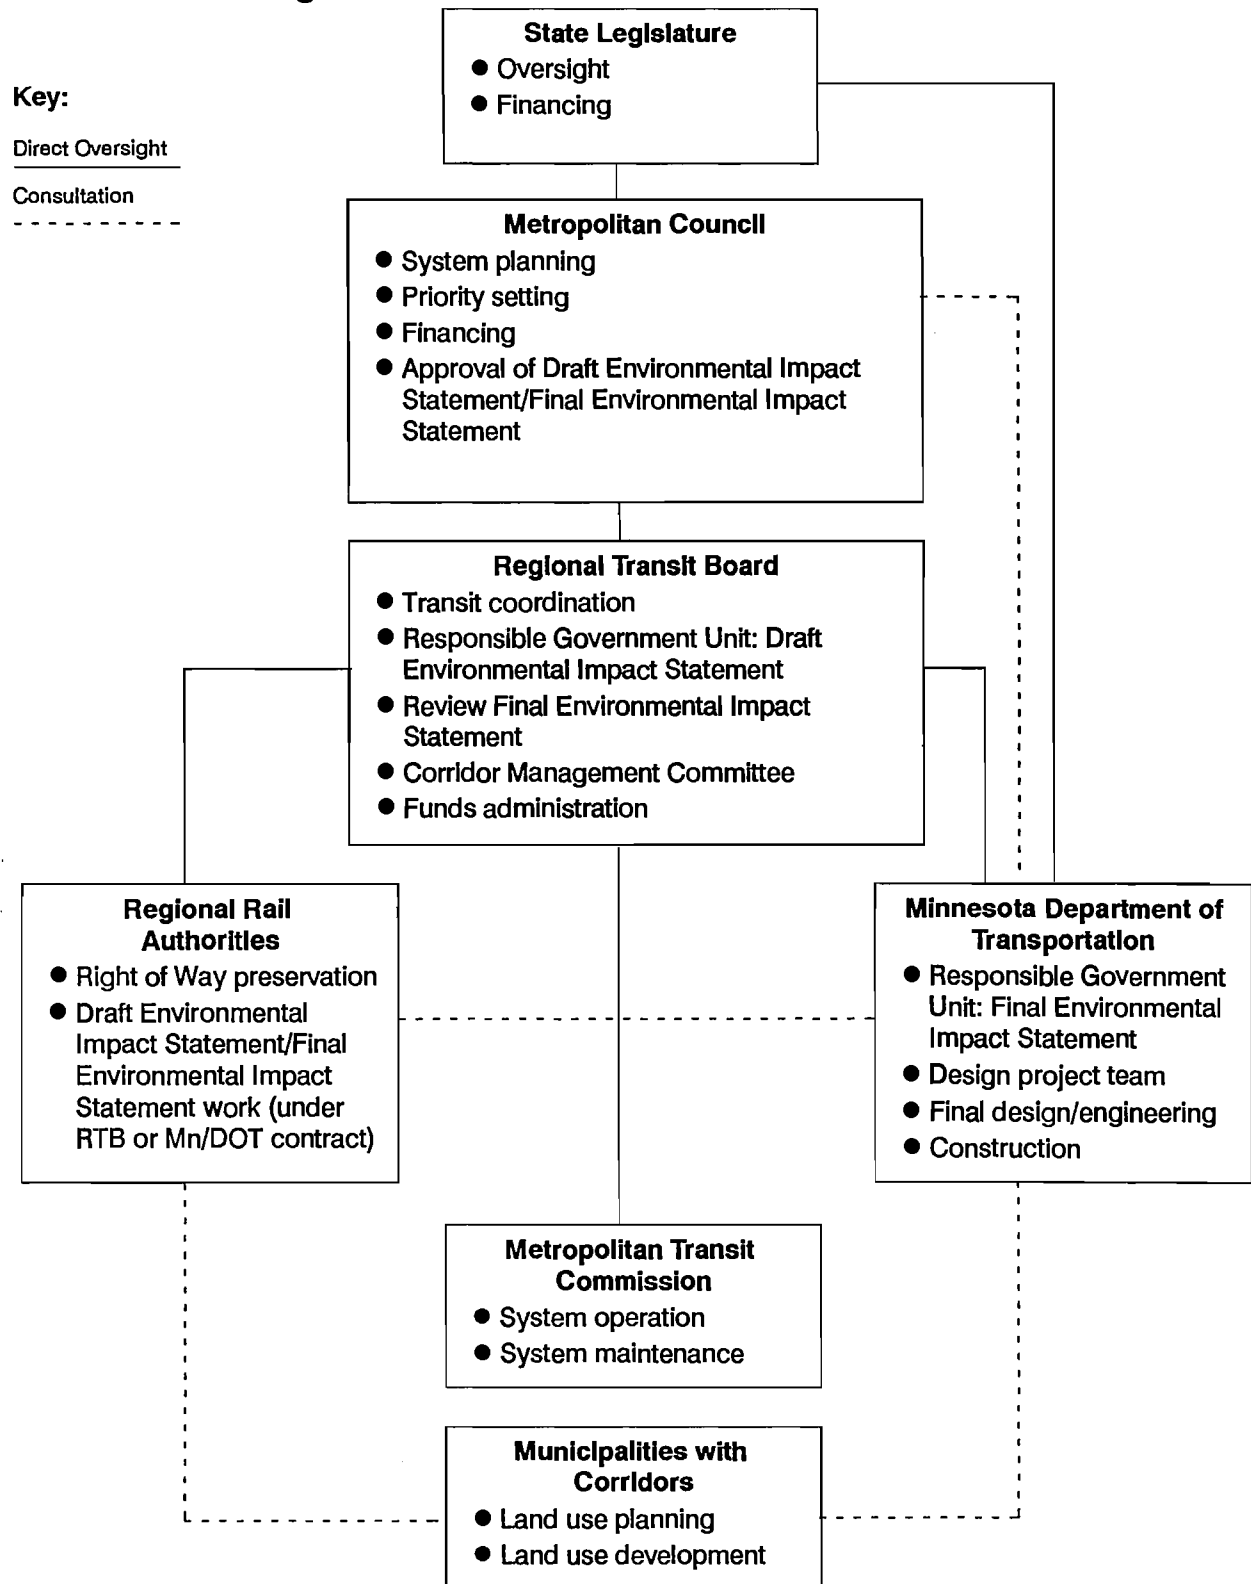 State Legislature
● Oversight
● Financing
Key:
Direct Oversight
Consultation
Metropolitan Council
● System planning
● Priority setting
● Financing
● Approval of Draft Environmental Impact
Statement/Final Environmental Impact
Statement
Regional Transit Board
● Transit coordination
● Responsible Government Unit: Draft
Environmental Impact Statement
● Review Final Environmental Impact
Statement
● Corridor Management Committee
● Funds administration
Regional Rail
Authorities
● Right of Way preservation
● Draft Environmental
Impact Statement/Final
Environmental Impact
Statement work (under
RTB or Mn/DOT contract)
Minnesota Department of
Transportation
● Responsible Government
Unit: Final Environmental
Impact Statement
● Design project team
● Final design/engineering
● Construction
Metropolitan Transit
Commission
● System operation
● System maintenance
Municipalities with
Corridors
● Land use planning
● Land use development